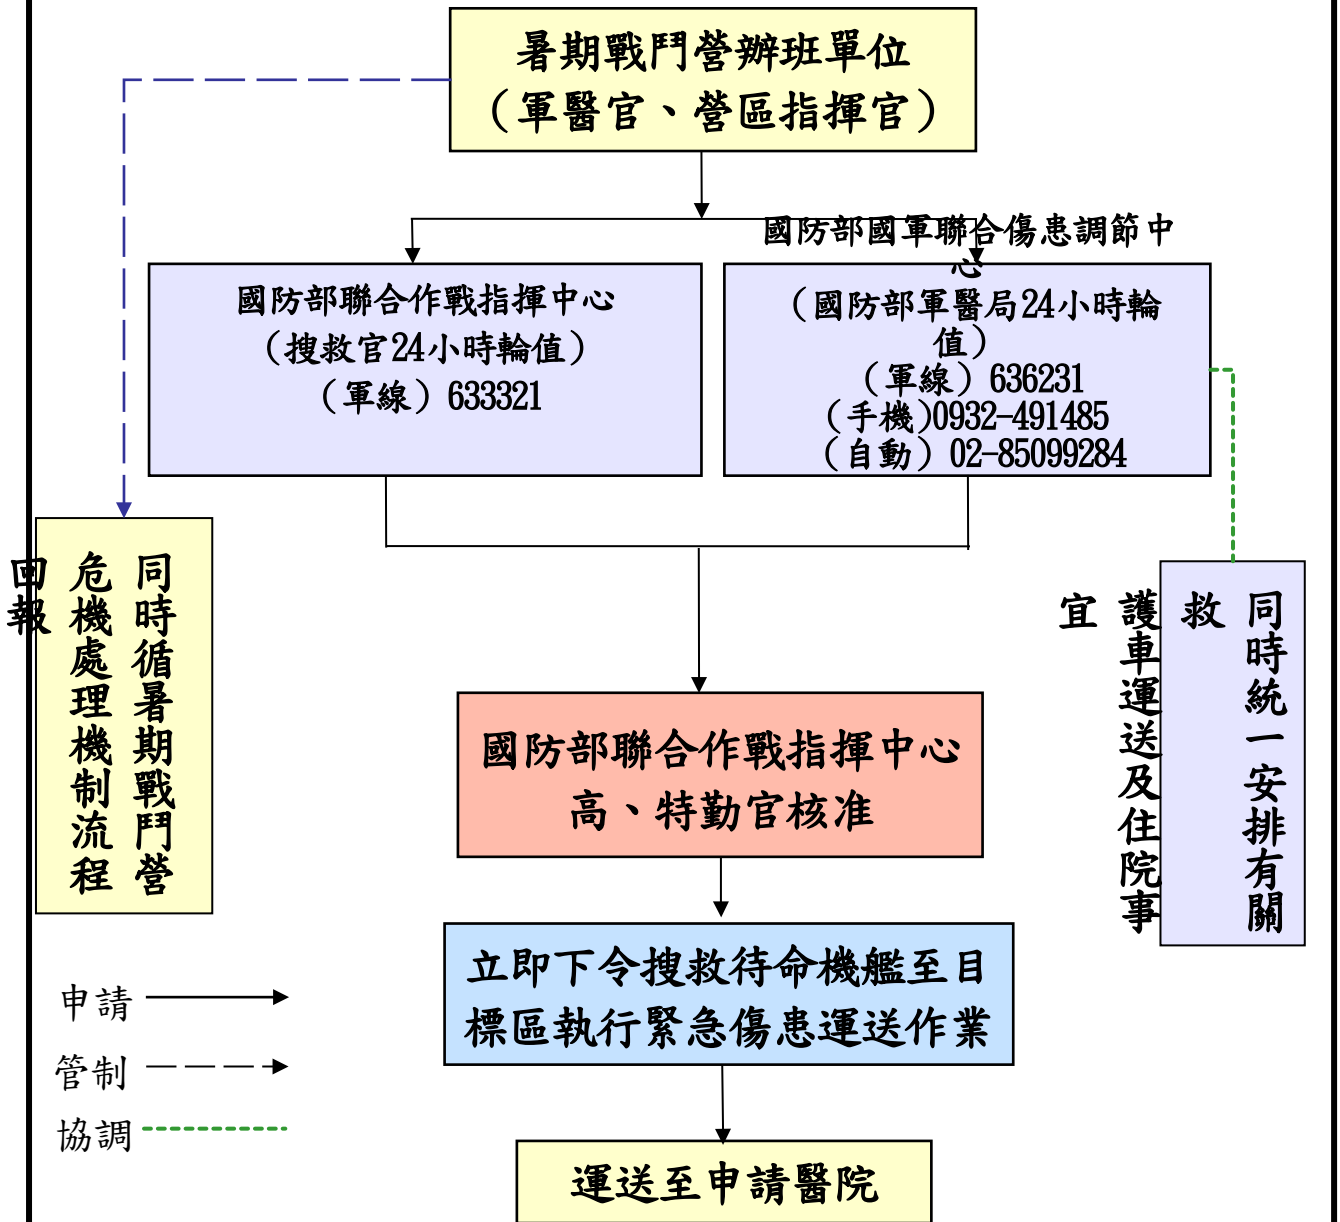 暑期戰鬥營辦班單位
（軍醫官、營區指揮官）
國防部聯合作戰指揮中心
（搜救官24小時輪值）
（軍線）633321
國防部國軍聯合傷患調節中
心
（國防部軍醫局24小時輪
值）
（軍線）636231
（手機)0932-491485
（自動）02-85099284
同時循暑期戰鬥營
危機處理機制流程
回報
同時統一安排有關
救
護車運送及住院事
宜
國防部聯合作戰指揮中心
高、特勤官核准
立即下令搜救待命機艦至目
標區執行緊急傷患運送作業
運送至申請醫院
申請
管制
協調